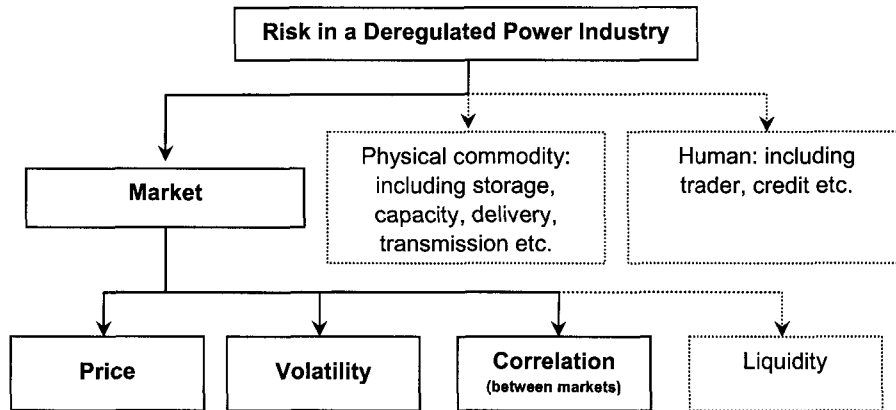 Risk in a Deregulated Power Industry
Market
Physical commodity:
including storage,
capacity, delivery,
transmission etc.
Human: including
trader, credit etc.
Price
Volatility
Correlation
(between markets)
Liquidity